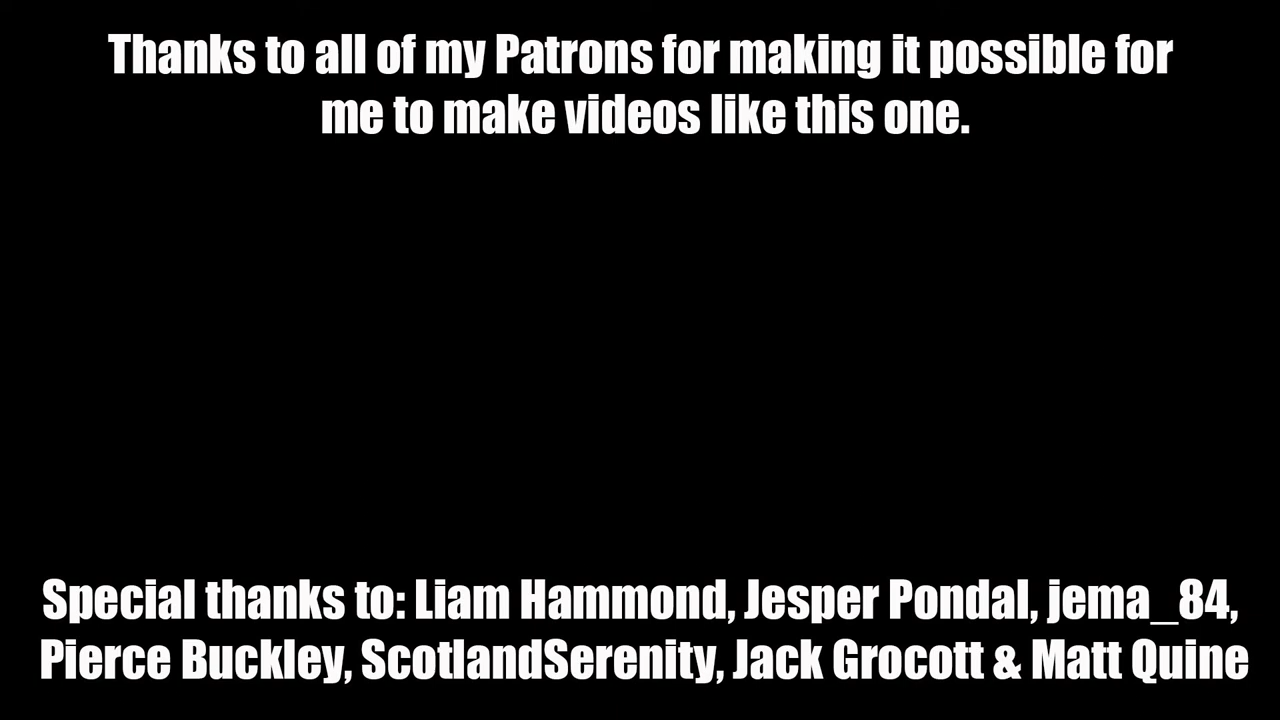 Thanks to all of my Patrons for making it possible for
me to make videos like this one.
Special thanks to: Liam Hammond, Jesper Pondal, jema_84,
Pierce Buckley, ScotlandSerenity, Jack Grocott & Matt Quine